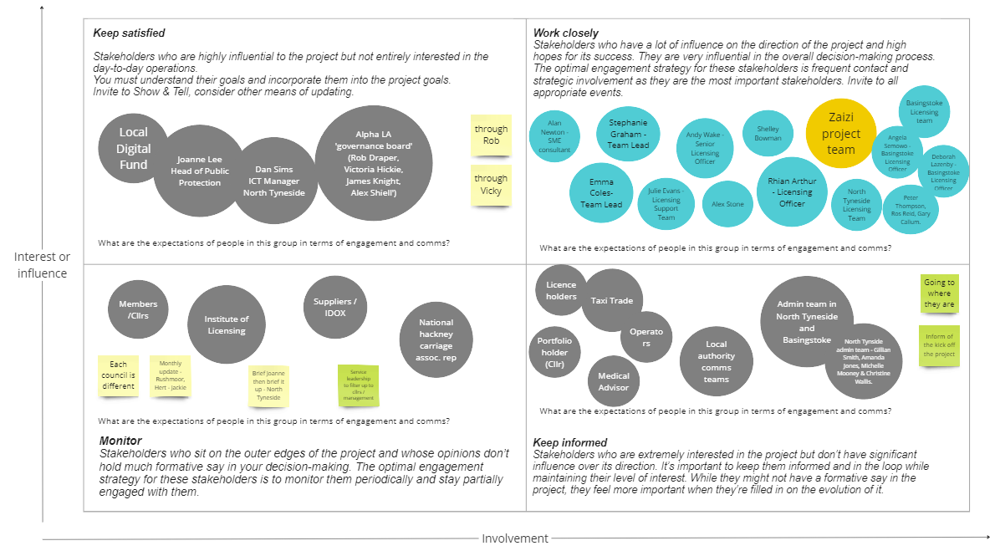 Keep satisfied
Stakeholders who are highly influential to the project but not entirely interested in the
day-to-day operations.
You must understand their goals and incorporate them into the project goals.
Invite to Show & Tell, consider other means of updating.
Local
Digital
Fund
Joanne Lee
Head of Public
Protection
Dan Sims
ICT Manager
North Tyneside
Alpha LA
'governance board'
(Rob Draper,
Victoria Hickie,
James Knight,
Alex Shiell')
through
Rob
through
Vicky
What are the expectations of people in this group in terms of engagement and comms?
Work closely
Stakeholders who have a lot of influence on the direction of the project and high
hopes for its success. They are very influential in the overall decision-making process.
The optimal engagement strategy for these stakeholders is frequent contact and
strategic involvement as they are the most important stakeholders. Invite to all
appropriate events.
Alan
Newton -
SME
consultant
Stephanie
Graham -
Team Lead
Andy Wake -
Senior
Licensing
Officer
Shelley
Bowman
Zaizi
project
team
Basingstoke
Licensing
team
Angela
Semowo -
Basingstoke
Licensing
Officer
Deborah
Lazenby -
Basingstoke
Licensing
Officer
Emma
Coles-
Team Lead
Julie Evans -
Licensing
Support
Team
Alex Stone
Rhian Arthur
- Licensing
Officer
North
Tyneside
Licensing
Team
Peter
Thompson,
Ros Reid, Gary
Callum.
What are the expectations of people in this group in terms of engagement and comms?
Interest or
influence
Members
/Cllrs
Institute of
Licensing
Suppliers /
IDOX
National
hackney
carriage
assoc. rep
Each
council is
different
Monthly
update -
Rushmoor,
Hert - Jackie
Brief Joanne
then brief it
up - North
Tyneside
Service
leadership
to filter up to
cllrs /
management
What are the expectations of people in this group in terms of engagement and comms?
Monitor
Stakeholders who sit on the outer edges of the project and whose opinions don't
hold much formative say in your decision-making. The optimal engagement
strategy for these stakeholders is to monitor them periodically and stay partially
engaged with them.
Licence
holders
Taxi Trade
Operato
rs
Portfolio
holder
(Cllr)
Medical
Advisor
Local
authority
comms
teams
Admin team in
North Tyneside
and
Basingstoke
North Tynside
admin team - Gillian
Smith, Amanda
Jones, Michelle
Mooney & Christine
Wallis.
Going to
where
they are
Inform of
the kick off
the project
What are the expectations of people in this group in terms of engagement and comms?
Keep informed
Stakeholders who are extremely interested in the project but don't have significant
influence over its direction. It's important to keep them informed and in the loop while
maintaining their level of interest. While they might not have a formative say in the
project, they feel more important when they're filled in on the evolution of it.
Involvement